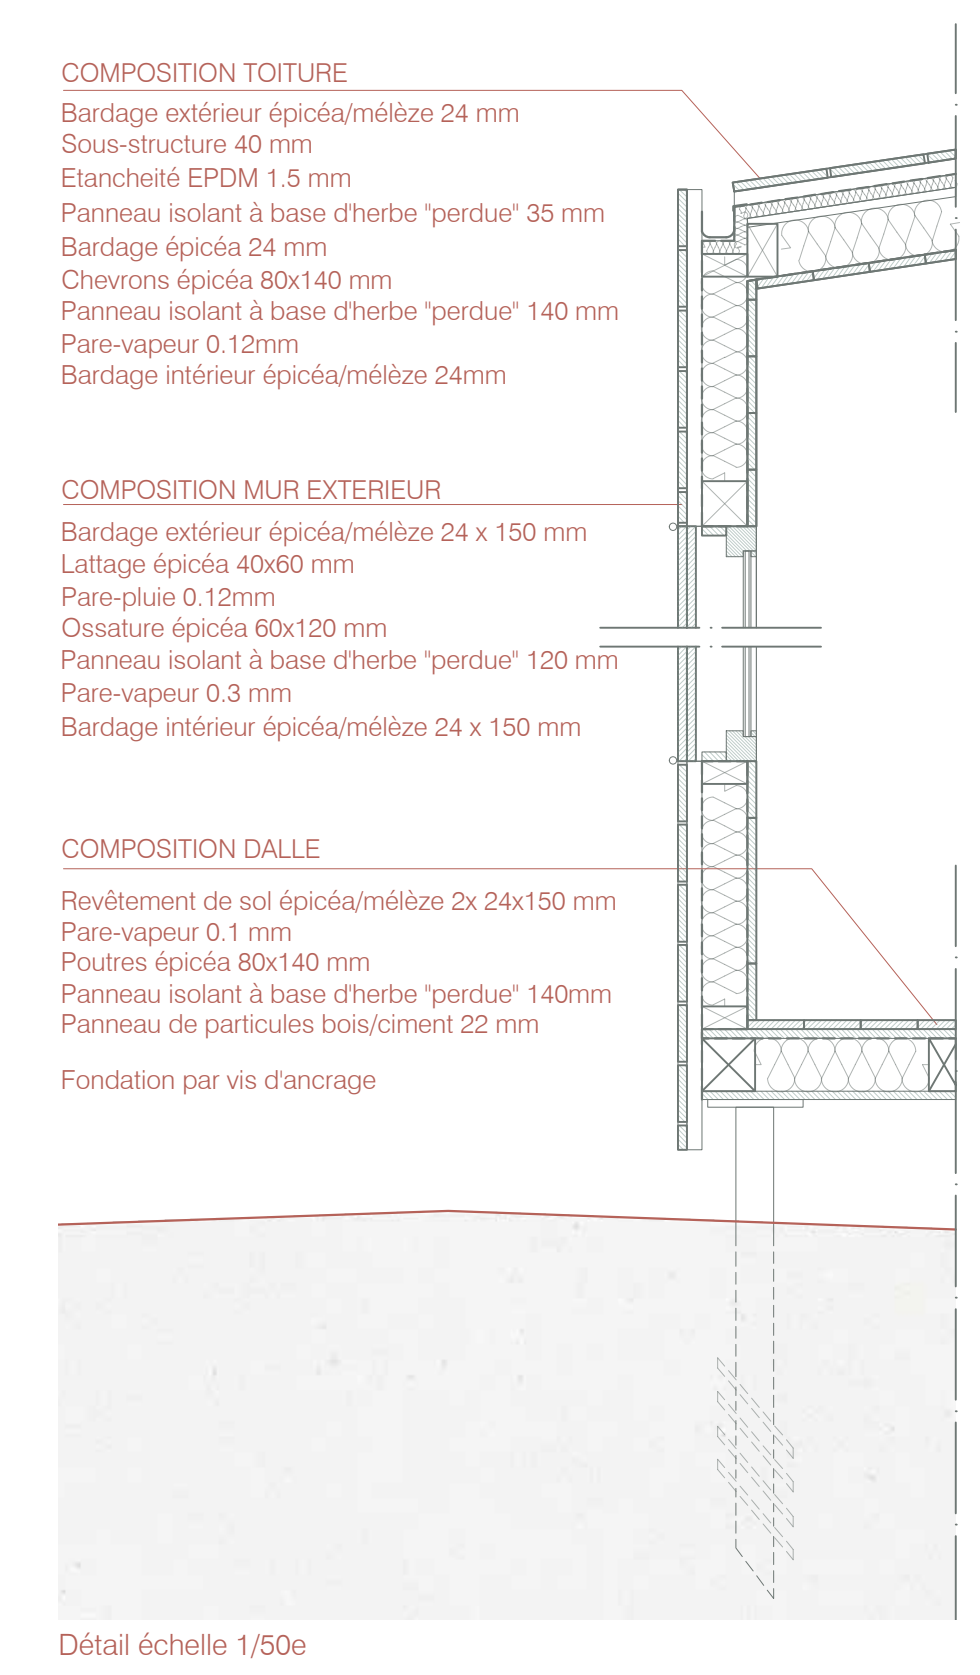 COMPOSITION TOITURE
Bardage extérieur épicéa/mélèze 24 mm
Sous-structure 40 mm
Etancheité EPDM 1.5 mm
Panneau isolant à base d'herbe "perdue" 35 mm
Bardage épicéa 24 mm
Chevrons épicéa 80x140 mm
Panneau isolant à base d'herbe "perdue" 140 mm
Pare-vapeur 0.12mm
Bardage intérieur épicéa/mélèze 24mm
COMPOSITION MUR EXTERIEUR
Bardage extérieur épicéa/mélèze 24 x 150 mm
Lattage épicéa 40x60 mm
Pare-pluie 0.12mm
Ossature épicéa 60x120 mm
Panneau isolant à base d'herbe "perdue" 120 mm
Pare-vapeur 0.3 mm
Bardage intérieur épicéa/mélèze 24 x 150 mm
COMPOSITION DALLE
Revêtement de sol épicéa/mélèze 2x 24x150 mm
Pare-vapeur 0.1 mm
Poutres épicéa 80x140 mm
Panneau isolant à base d'herbe "perdue" 140mm
Panneau de particules bois/ciment 22 mm
Fondation par vis d'ancrage
Détail échelle 1/50e